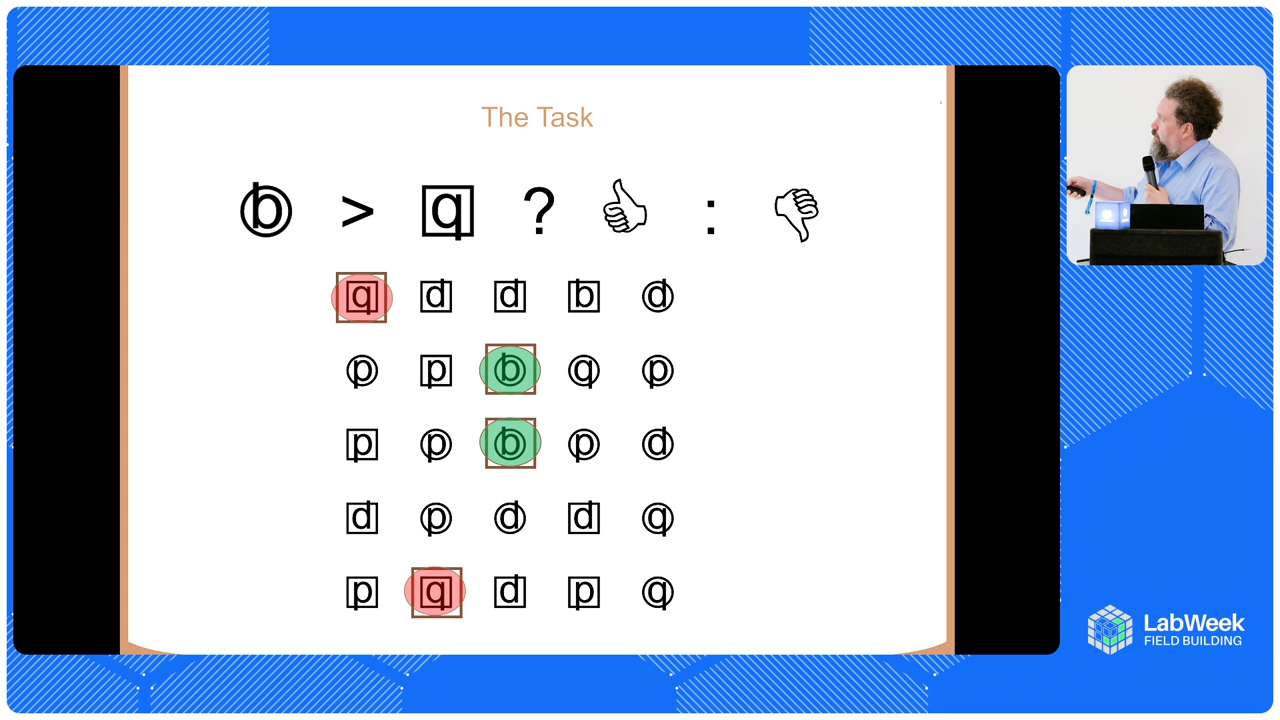 The Task
b > q ? 👍 : 👎
q d d b d
p p b q p
p p b p d
d p d d q
p q d p q
LabWeek
FIELD BUILDING